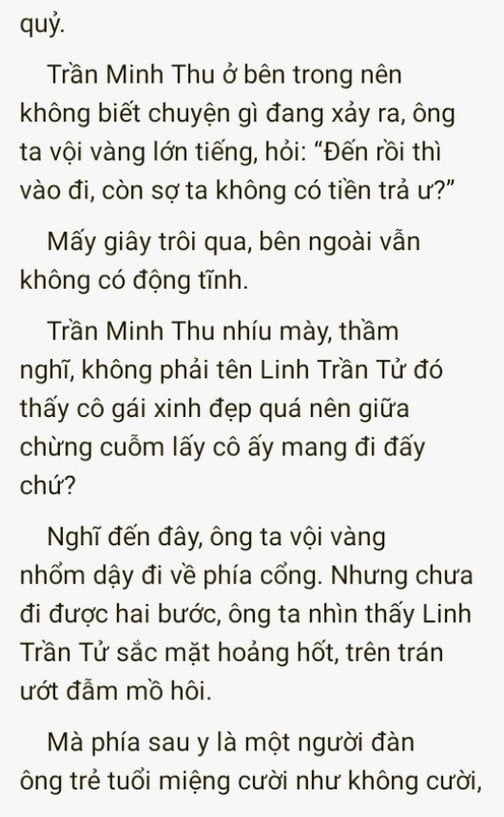 quỷ.
Trần Minh Thu ở bên trong nên
không biết chuyện gì đang xảy ra, ông
ta vội vàng lớn tiếng, hỏi: “Đến rồi thì
vào đi, còn sợ ta không có tiền trả ư?”
Mấy giây trôi qua, bên ngoài vẫn
không có động tĩnh.
Trần Minh Thu nhíu mày, thầm
nghĩ, không phải tên Linh Trần Tử đó
thấy cô gái xinh đẹp quá nên giữa
chừng cuỗm lấy cô ấy mang đi đấy
chứ?
Nghĩ đến đây, ông ta vội vàng
nhổm dậy đi về phía cổng. Nhưng chưa
đi được hai bước, ông ta nhìn thấy Linh
Trần Tử sắc mặt hoảng hốt, trên trán
ướt đẫm mồ hôi.
Mà phía sau y là một người đàn
ông trẻ tuổi miệng cười như không cười,